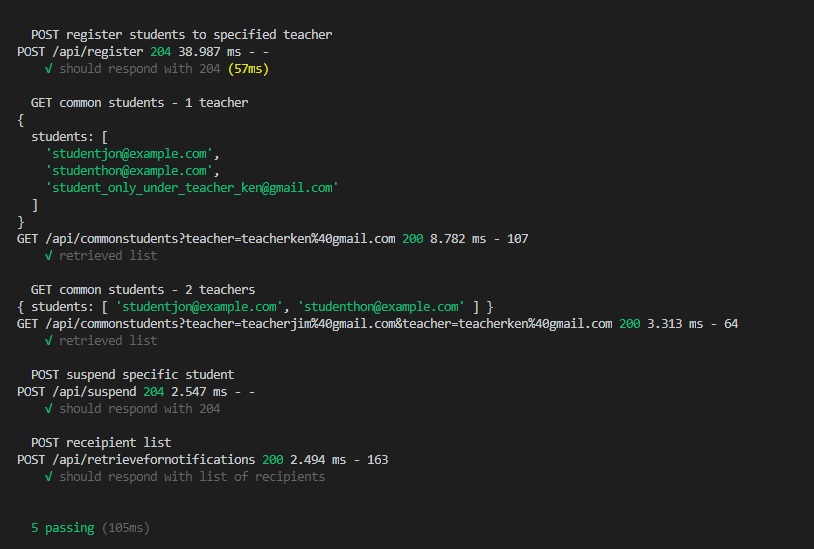 POST register students to specified teacher
POST /api/register 204 38.987 ms - -
√ should respond with 204 (57ms)
GET common students - 1 teacher
{
students: [
'studentjon@example.com',
'studenthon@example.com',
'student_only_under_teacher_ken@gmail.com'
]
}
GET /api/commonstudents?teacher=teacherken%40gmail.com 200 8.782 ms - 107
√ retrieved list
GET common students - 2 teachers
{ students: [ 'studentjon@example.com', 'studenthon@example.com' ] }
GET /api/commonstudents?teacher=teacherjim%40gmail.com&teacher=teacherken%40gmail.com 200 3.313 ms - 64
√ retrieved list
POST suspend specific student
POST /api/suspend 204 2.547 ms - -
√ should respond with 204
POST receipient list
POST /api/retrievefornotifications 200 2.494 ms - 163
√ should respond with list of recipients
5 passing (105ms)